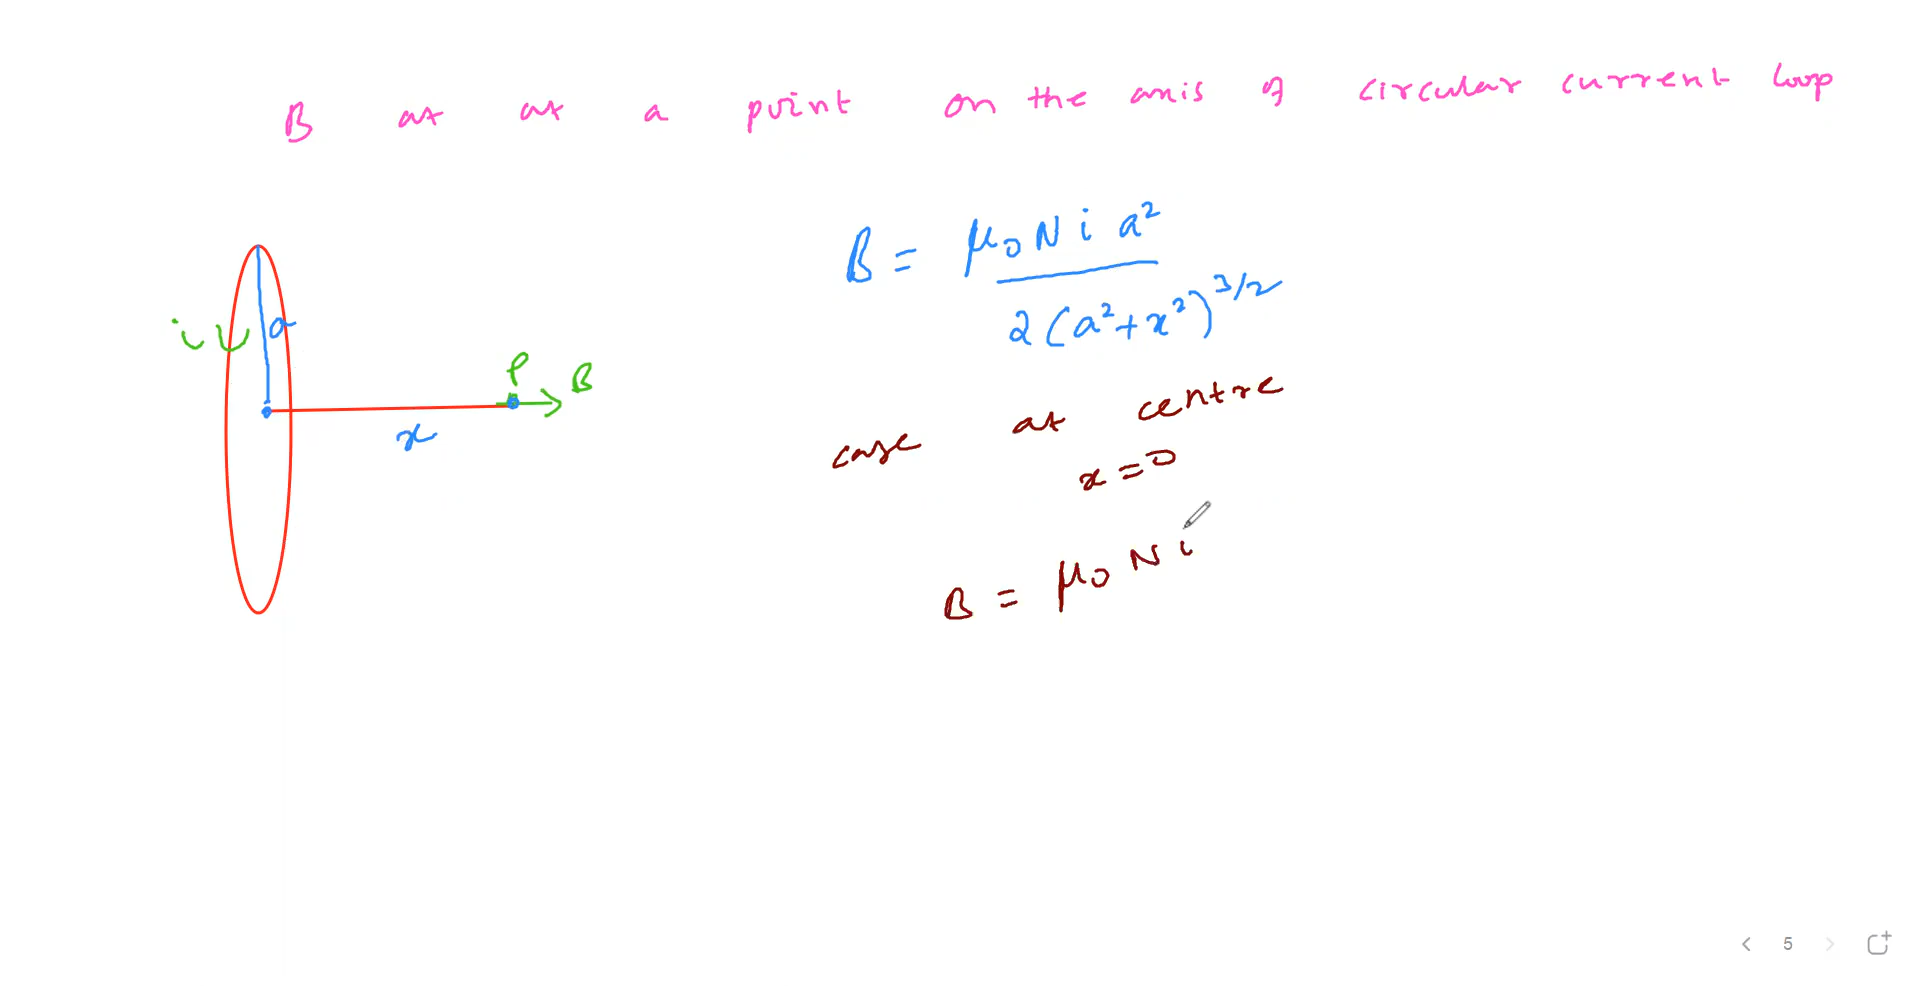 B at at a point on the axis of circular current loop
B = μ₀ N i a²
2 (a² + x²)^3/2
i
a
P
B
x
case at centre
x = 0
B = μ₀ N i
5